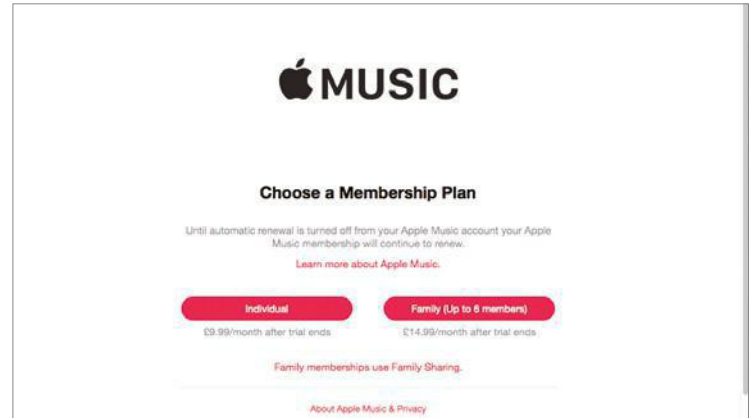 MUSIC
Choose a Membership Plan
Until automatic renewal is turned off from your Apple Music account your Apple
Music membership will continue to renew.
Learn more about Apple Music.
Individual
Family (Up to 6 members)
£9.99/month after trial ends
£14.99/month after trial ends
Family memberships use Family Sharing.
About Apple Music & Privacy